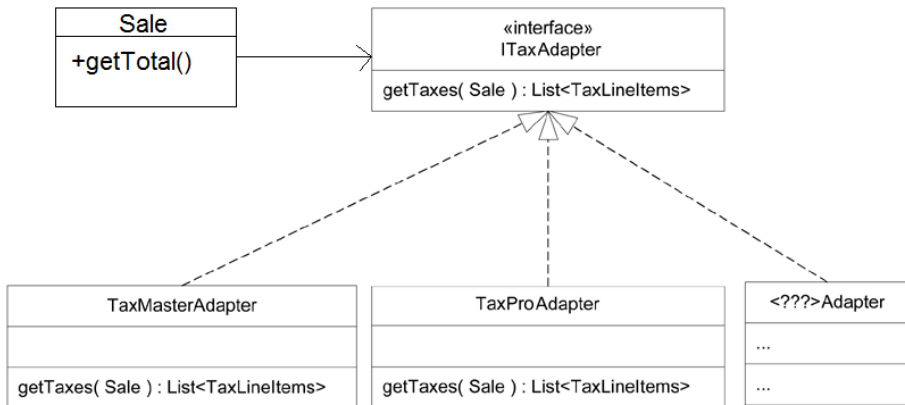 Sale
+getTotal()
«interface»
ITaxAdapter
getTaxes( Sale ) : List<TaxLineItems>
TaxMasterAdapter
getTaxes( Sale ) : List<TaxLineItems>
TaxProAdapter
getTaxes( Sale ) : List<TaxLineItems>
<???>Adapter
...
...